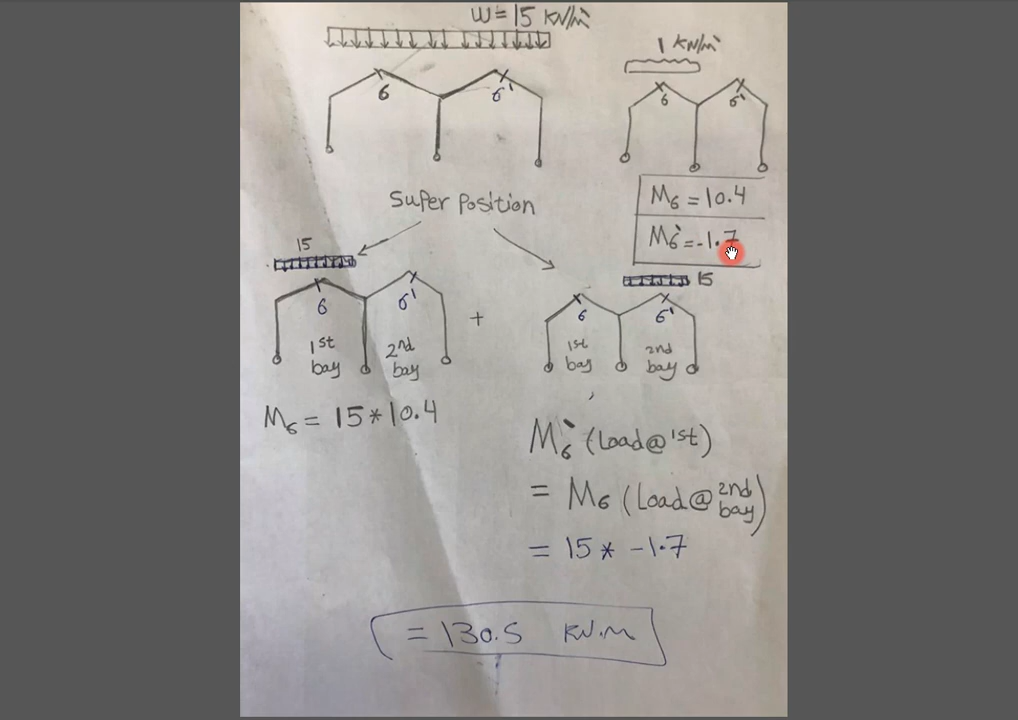 w = 15 KN/m'
6
6'
1 KN/m'
6
6'
M6 = 10.4
M6' = -1.7
Super Position
15
6
6'
1st bay
2nd bay
+
15
6
6'
1st bay
2nd bay
M6 = 15 * 10.4
M6' (Load@1st)
= M6 (Load@2nd bay)
= 15 * -1.7
= 130.5 KN.m